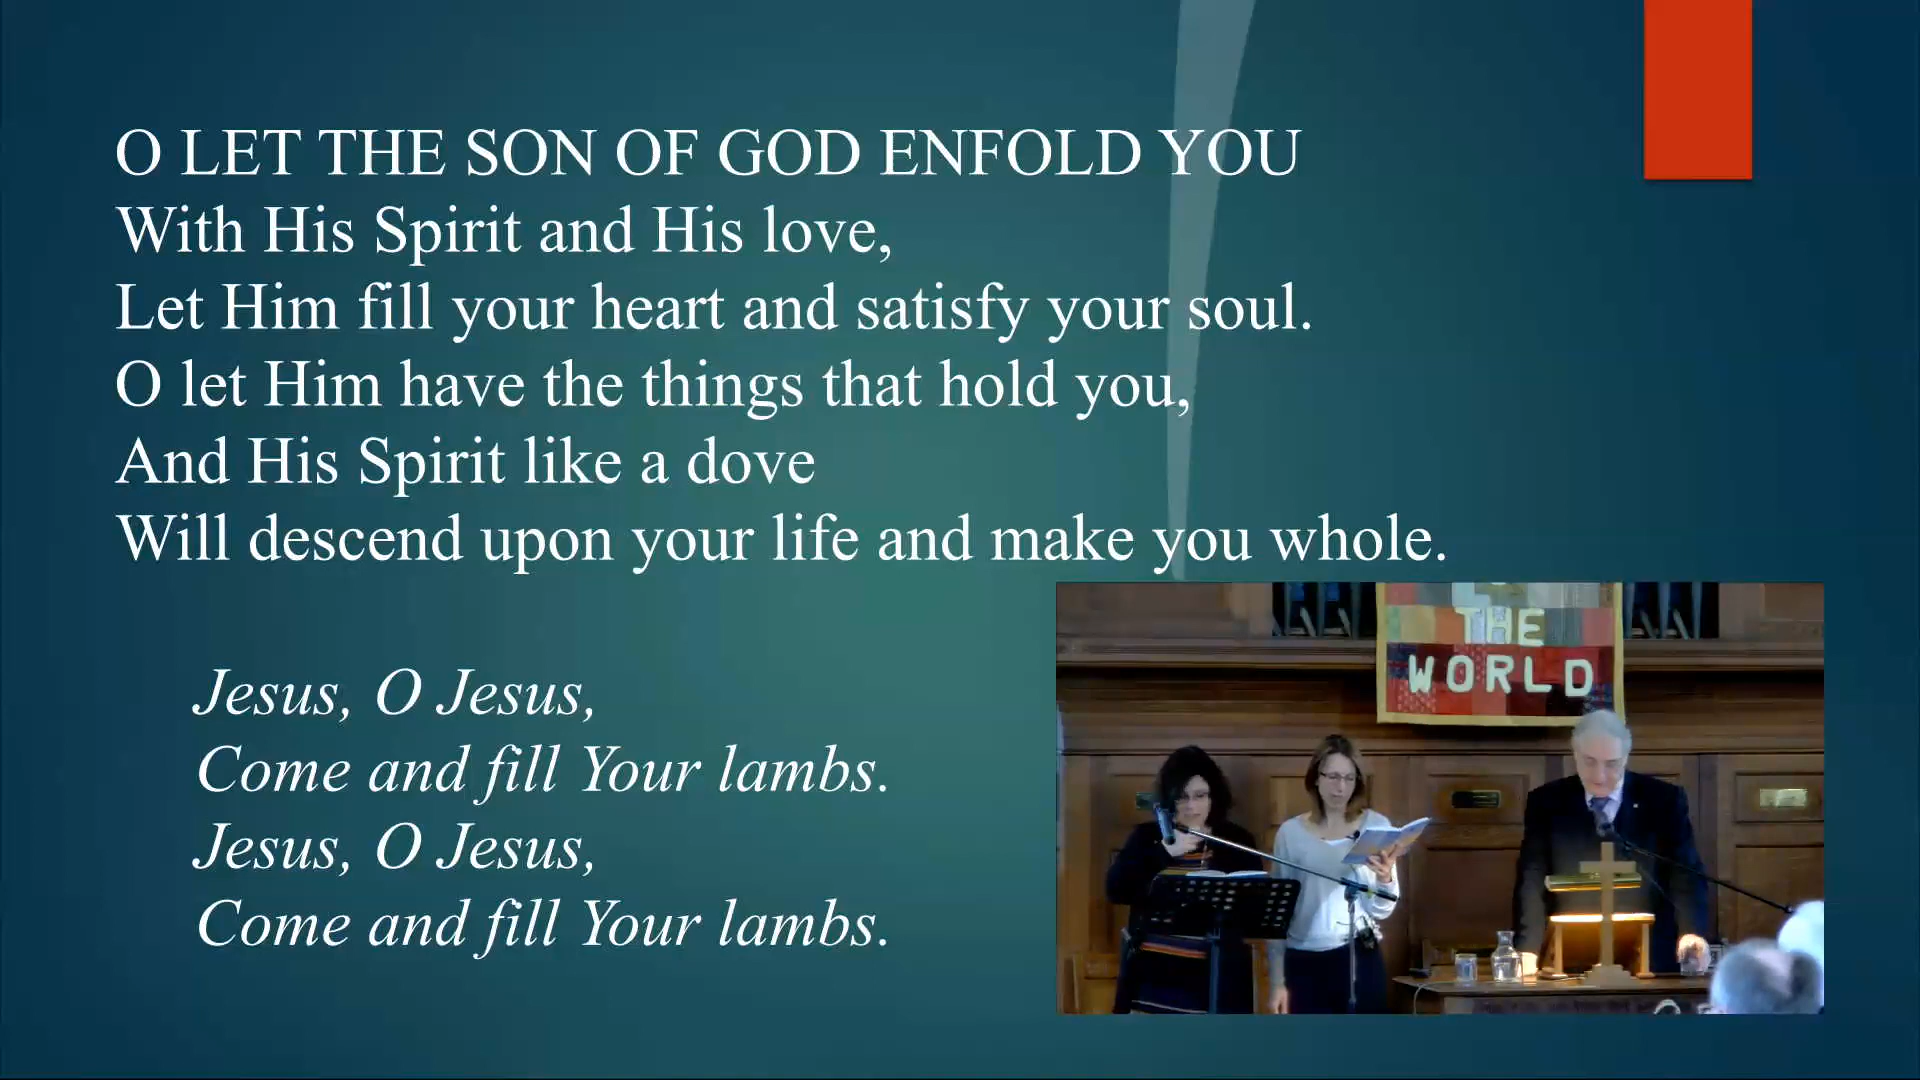 O LET THE SON OF GOD ENFOLD YOU
With His Spirit and His love,
Let Him fill your heart and satisfy your soul.
O let Him have the things that hold you,
And His Spirit like a dove
Will descend upon your life and make you whole.
Jesus, O Jesus,
Come and fill Your lambs.
Jesus, O Jesus,
Come and fill Your lambs.
THE
WORLD